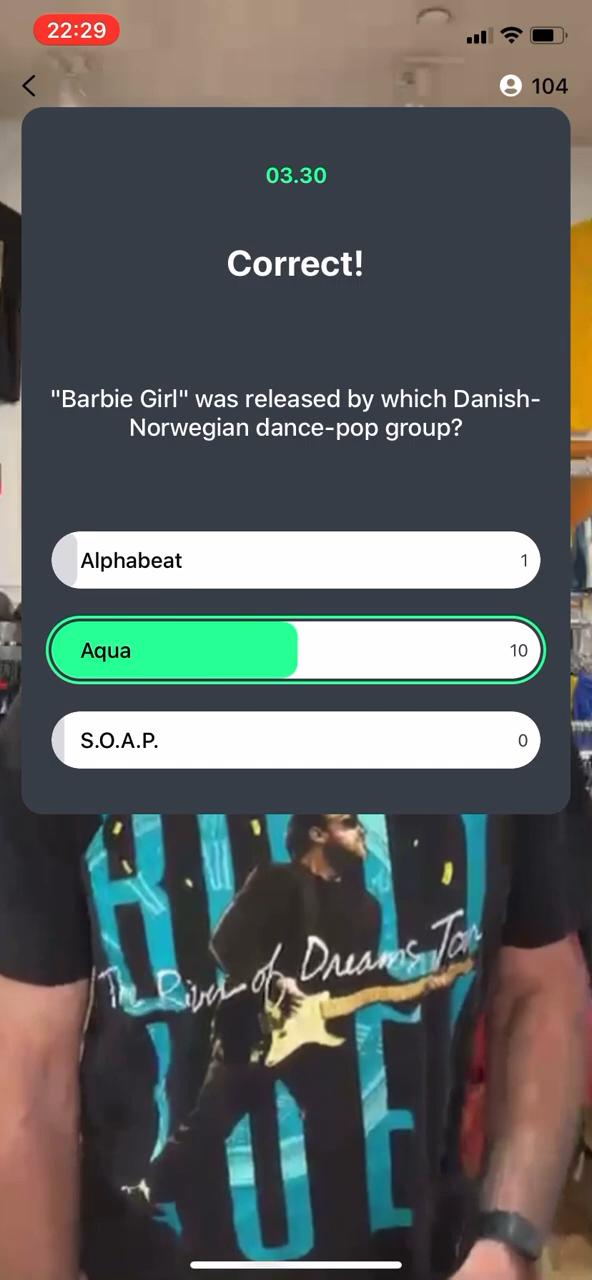 22:29
104
03.30
Correct!
"Barbie Girl" was released by which Danish-
Norwegian dance-pop group?
Alphabeat 1
Aqua 10
S.O.A.P. 0
The River of Dreams Tour